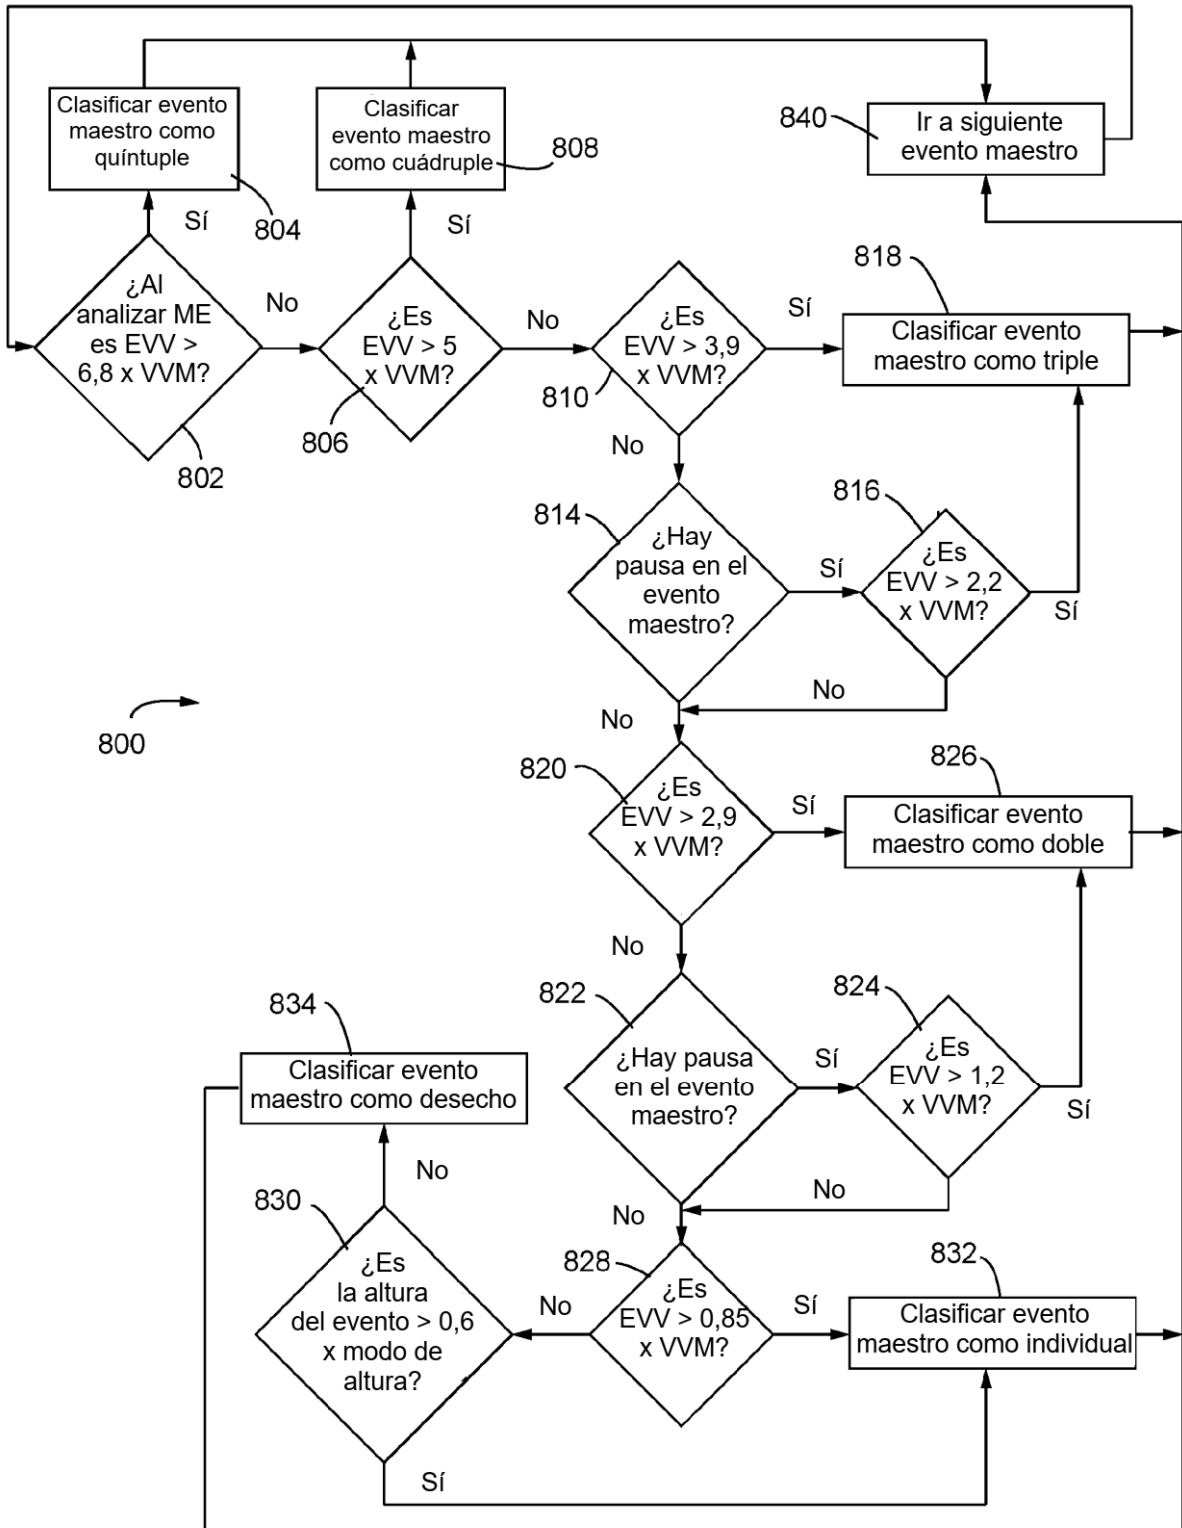 Clasificar evento
maestro como
quíntuple
804
Sí
Clasificar
evento maestro
como cuádruple
808
Sí
840
Ir a siguiente
evento maestro
¿Al
analizar ME
es EVV >
6,8 x VVM?
802
No
¿Es
EVV > 5
x VVM?
806
No
¿Es
EVV > 3,9
x VVM?
810
Sí
818
Clasificar evento
maestro como triple
No
814
¿Hay
pausa en el
evento
maestro?
Sí
816
¿Es
EVV > 2,2
x VVM?
Sí
No
No
800
820
¿Es
EVV > 2,9
x VVM?
Sí
826
Clasificar evento
maestro como doble
No
822
¿Hay pausa
en el evento
maestro?
Sí
824
¿Es
EVV > 1,2
x VVM?
Sí
No
No
834
Clasificar evento
maestro como desecho
No
830
¿Es
la altura
del evento > 0,6
x modo de
altura?
No
828
¿Es
EVV > 0,85
x VVM?
Sí
832
Clasificar evento
maestro como individual
Sí